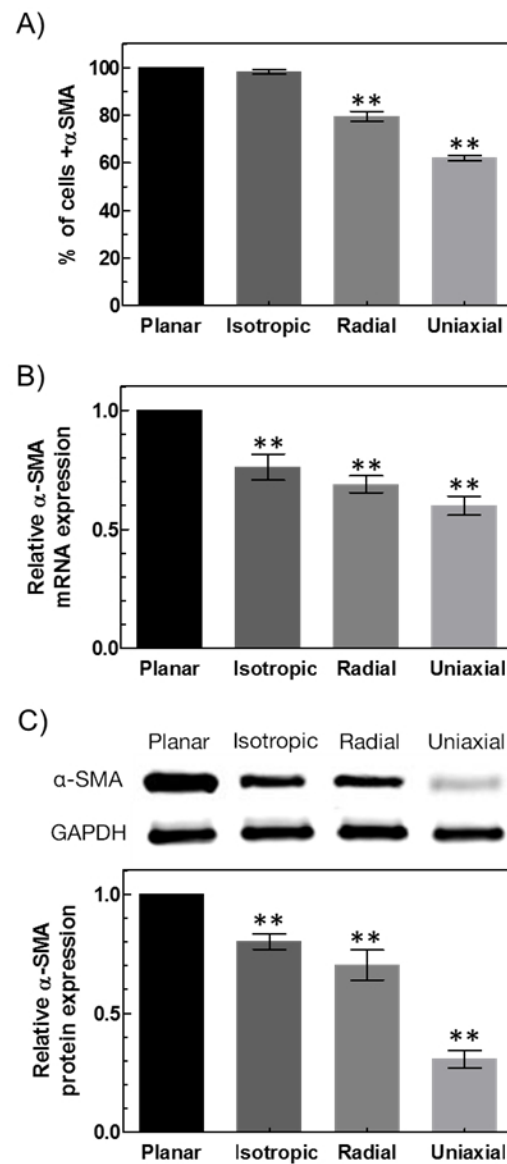 A)
% of cells +αSMA
100
80
60
40
20
0
**
**
Planar Isotropic Radial Uniaxial
B)
Relative α-SMA
mRNA expression
1.0
0.5
0.0
**
**
**
Planar Isotropic Radial Uniaxial
C)
Planar Isotropic Radial Uniaxial
α-SMA
GAPDH
Relative α-SMA
protein expression
1.0
0.5
0.0
**
**
**
Planar Isotropic Radial Uniaxial